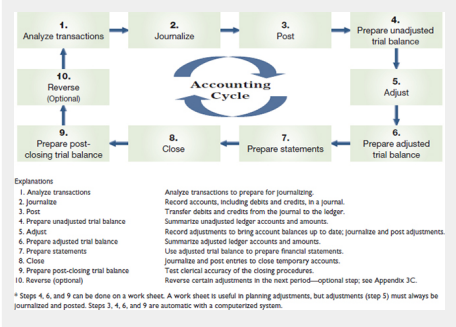 1.
Analyze transactions
2.
Journalize
3.
Post
4.
Prepare unadjusted
trial balance
10.
Reverse
(Optional)
Accounting
Cycle
5.
Adjust
9.
Prepare post-
closing trial balance
8.
Close
7.
Prepare statements
6.
Prepare adjusted
trial balance
Explanations
1. Analyze transactions Analyze transactions to prepare for journalizing.
2. Journalize Record accounts, including debits and credits, in a journal.
3. Post Transfer debits and credits from the journal to the ledger.
4. Prepare unadjusted trial balance Summarize unadjusted ledger accounts and amounts.
5. Adjust Record adjustments to bring account balances up to date; journalize and post adjustments.
6. Prepare adjusted trial balance Summarize adjusted ledger accounts and amounts.
7. Prepare statements Use adjusted trial balance to prepare financial statements.
8. Close Journalize and post entries to close temporary accounts.
9. Prepare post-closing trial balance Test clerical accuracy of the closing procedures.
10. Reverse (optional) Reverse certain adjustments in the next period—optional step; see Appendix 3C.
* Steps 4, 6, and 9 can be done on a work sheet. A work sheet is useful in planning adjustments, but adjustments (step 5) must always be
journalized and posted. Steps 3, 4, 6, and 9 are automatic with a computerized system.